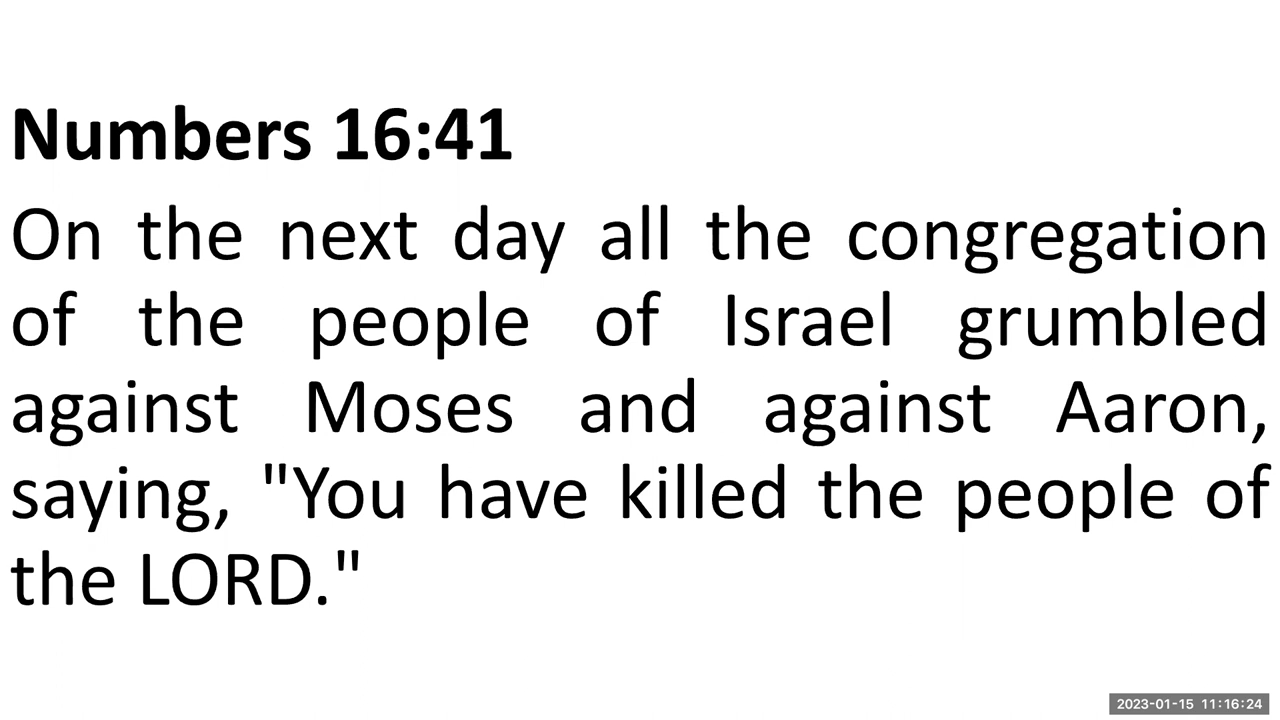 Numbers 16:41
On the next day all the congregation
of the people of Israel grumbled
against Moses and against Aaron,
saying, "You have killed the people of
the LORD."
2023-01-15 11:16:24